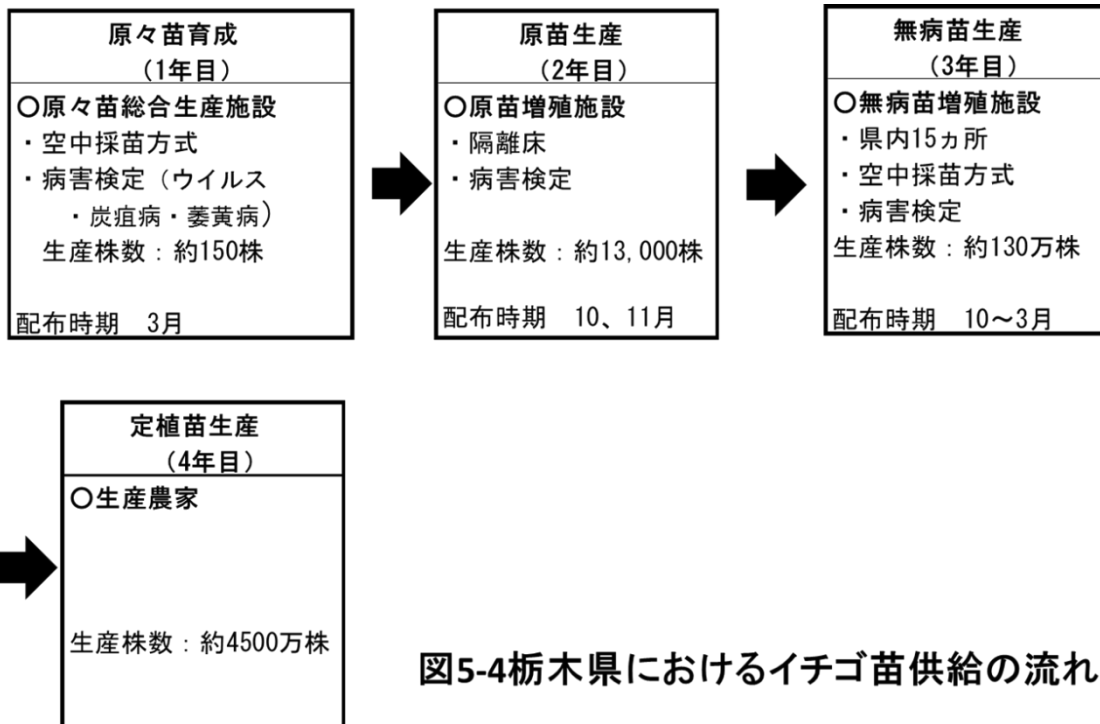 原々苗育成
（1年目）
〇原々苗総合生産施設
・空中採苗方式
・病害検定（ウイルス
・炭疽病・萎黄病）
生産株数：約150株
配布時期　3月
原苗生産
（2年目）
〇原苗増殖施設
・隔離床
・病害検定
生産株数：約13,000株
配布時期　10、11月
無病苗生産
（3年目）
〇無病苗増殖施設
・県内15ヵ所
・空中採苗方式
・病害検定
生産株数：約130万株
配布時期　10～3月
定植苗生産
（4年目）
〇生産農家
生産株数：約4500万株
図5-4栃木県におけるイチゴ苗供給の流れ